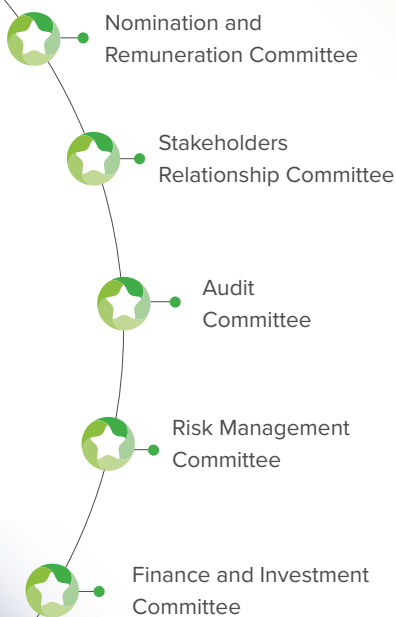 Nomination and
Remuneration Committee
Stakeholders
Relationship Committee
Audit
Committee
Risk Management
Committee
Finance and Investment
Committee